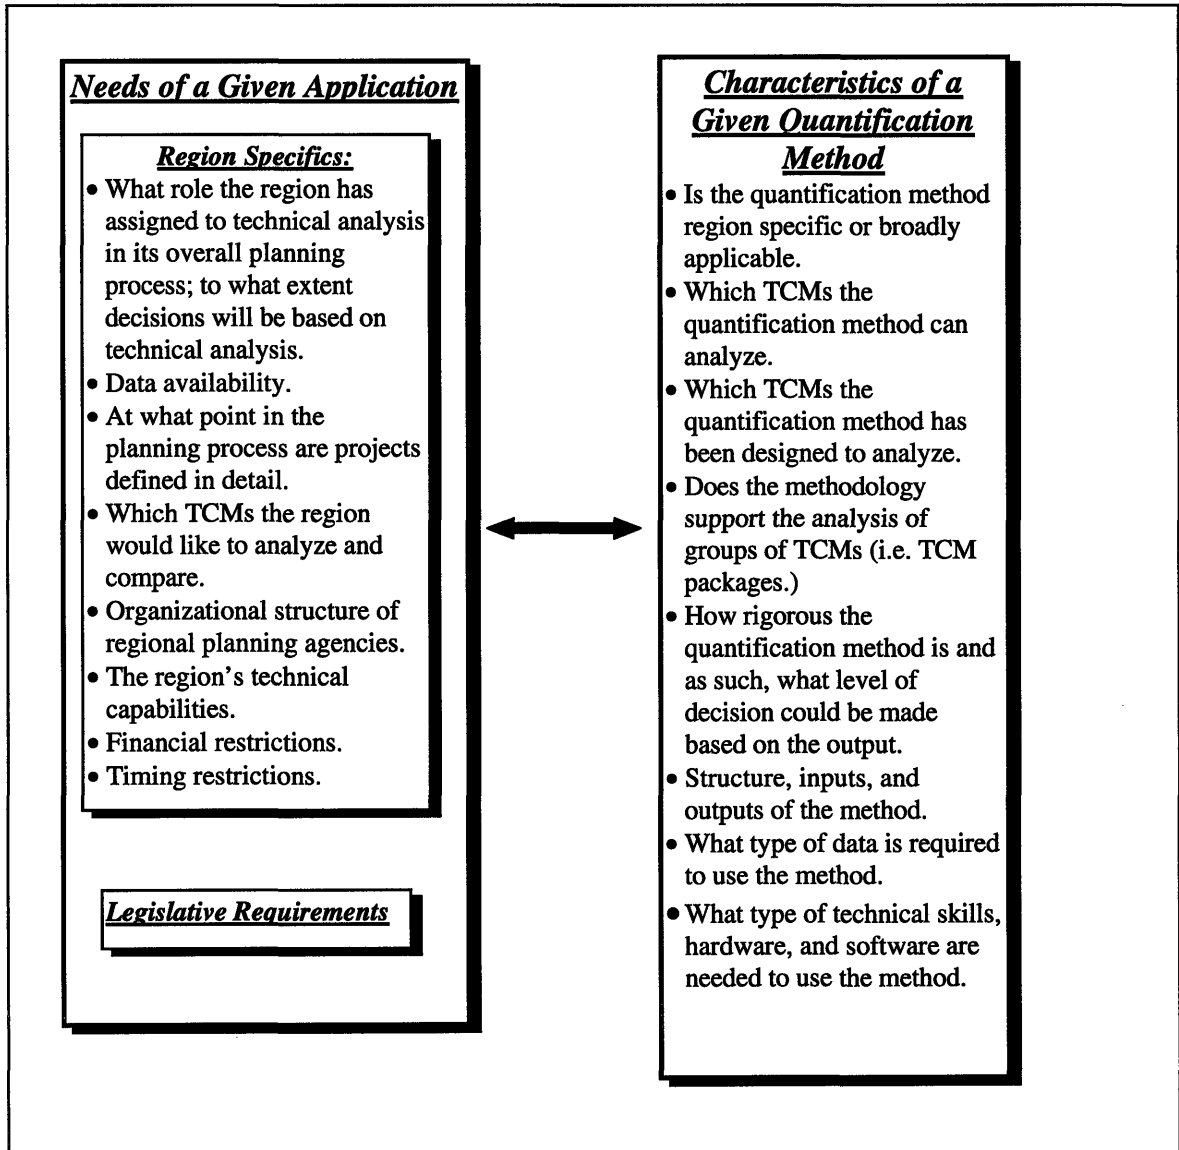 Needs of a Given Application
Region Specifics:
• What role the region has
assigned to technical analysis
in its overall planning
process; to what extent
decisions will be based on
technical analysis.
• Data availability.
• At what point in the
planning process are projects
defined in detail.
• Which TCMs the region
would like to analyze and
compare.
• Organizational structure of
regional planning agencies.
• The region's technical
capabilities.
• Financial restrictions.
• Timing restrictions.
Legislative Requirements
Characteristics of a
Given Quantification
Method
• Is the quantification method
region specific or broadly
applicable.
• Which TCMs the
quantification method can
analyze.
• Which TCMs the
quantification method has
been designed to analyze.
• Does the methodology
support the analysis of
groups of TCMs (i.e. TCM
packages.)
• How rigorous the
quantification method is and
as such, what level of
decision could be made
based on the output.
• Structure, inputs, and
outputs of the method.
• What type of data is required
to use the method.
• What type of technical skills,
hardware, and software are
needed to use the method.